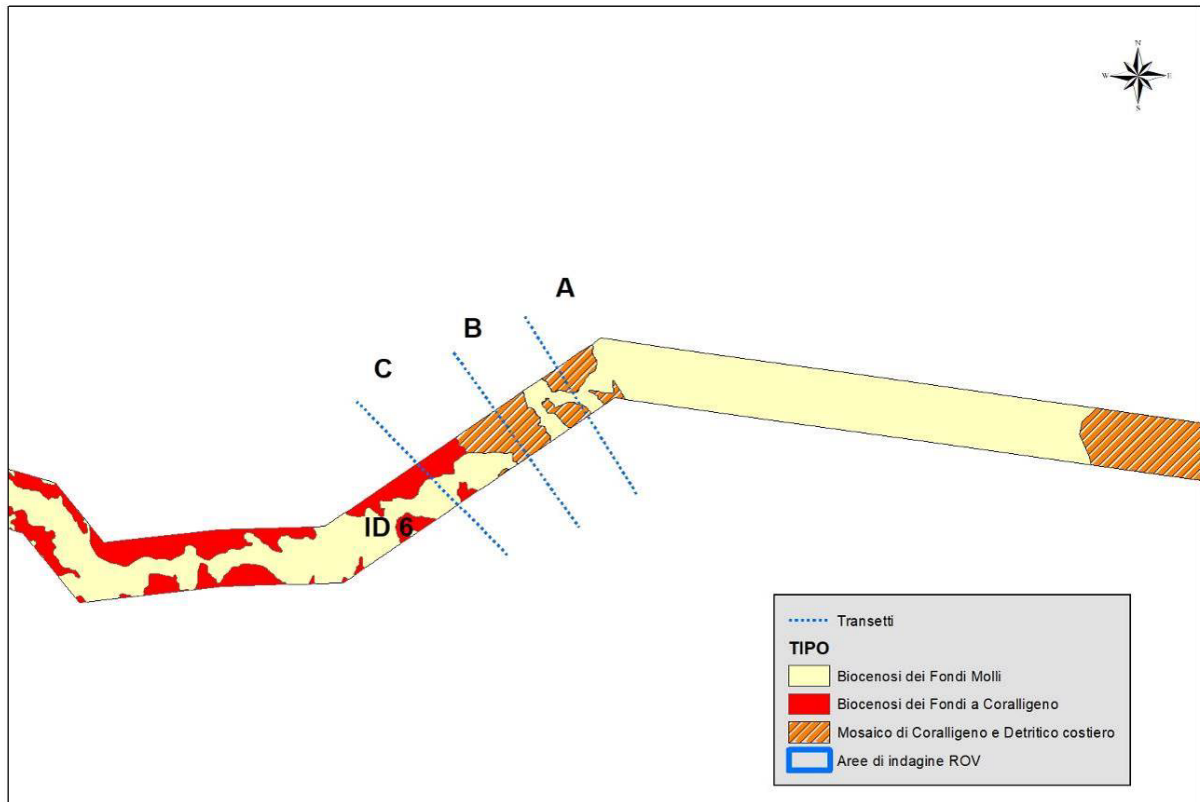 N
W E
S
A
B
C
ID 6
Transetti
TIPO
Biocenosi dei Fondi Molli
Biocenosi dei Fondi a Coralligeno
Mosaico di Coralligeno e Detritico costiero
Aree di indagine ROV